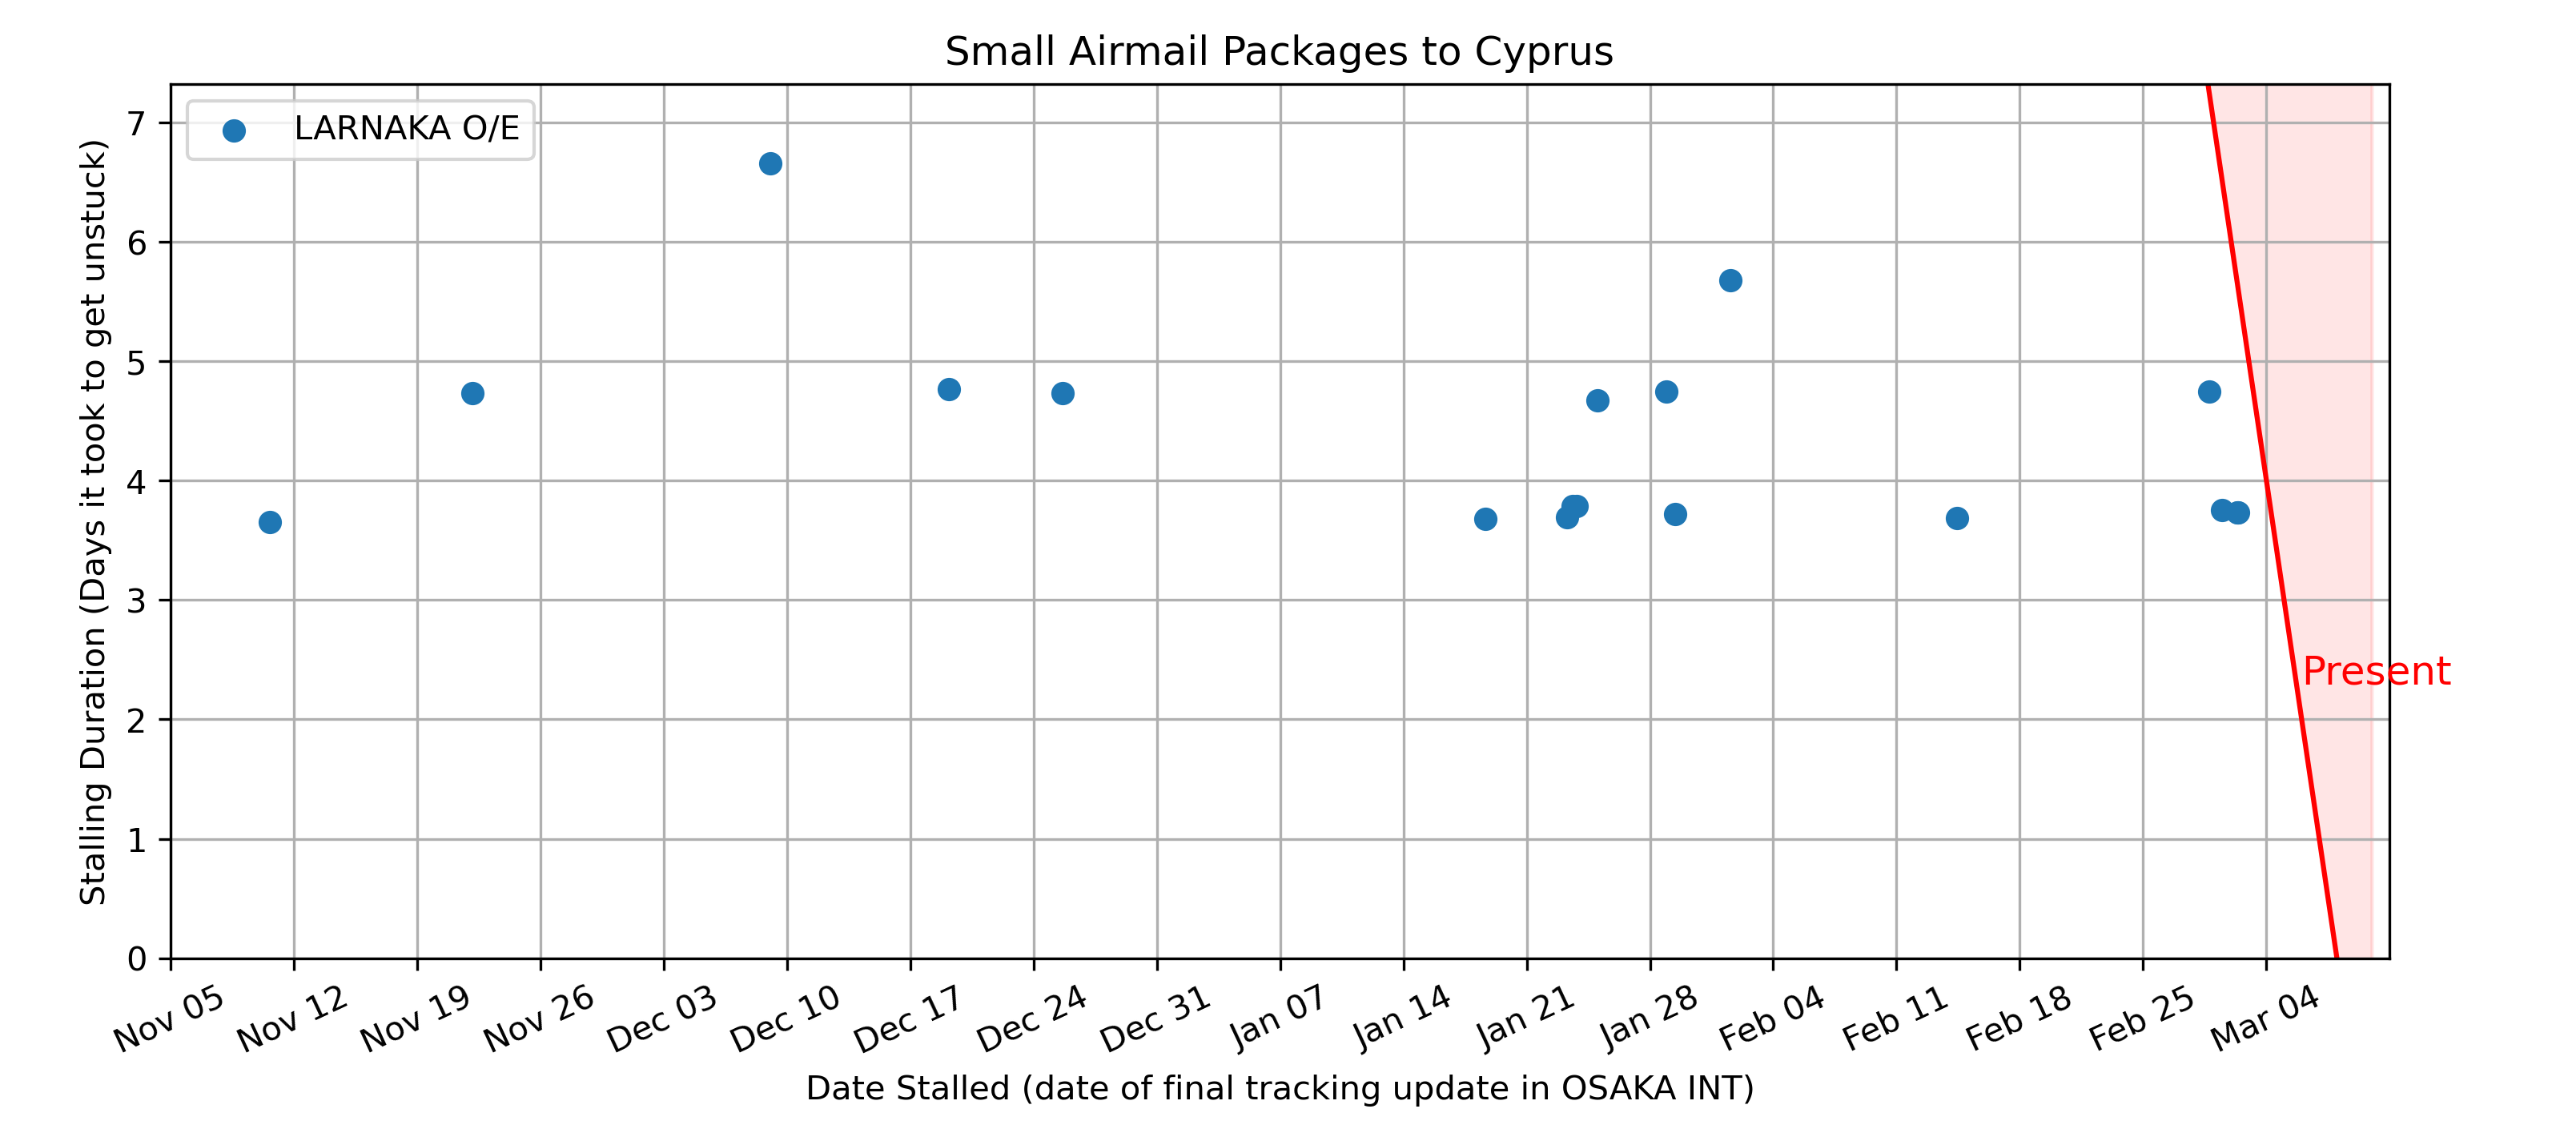 Small Airmail Packages to Cyprus
LARNAKA O/E
Stalling Duration (Days it took to get unstuck)
7
6
5
4
3
2
1
0
Present
Nov 05
Nov 12
Nov 19
Nov 26
Dec 03
Dec 10
Dec 17
Dec 24
Dec 31
Jan 07
Jan 14
Jan 21
Jan 28
Feb 04
Feb 11
Feb 18
Feb 25
Mar 04
Date Stalled (date of final tracking update in OSAKA INT)